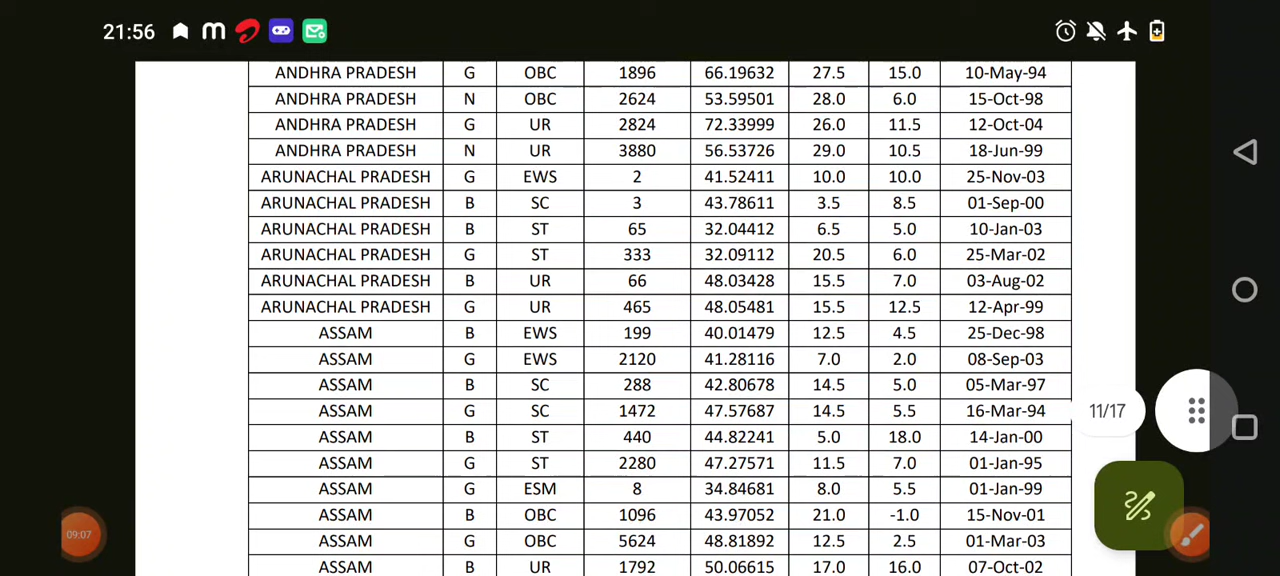 21:56 m
ANDHRA PRADESH G OBC 1896 66.19632 27.5 15.0 10-May-94
ANDHRA PRADESH N OBC 2624 53.59501 28.0 6.0 15-Oct-98
ANDHRA PRADESH G UR 2824 72.33999 26.0 11.5 12-Oct-04
ANDHRA PRADESH N UR 3880 56.53726 29.0 10.5 18-Jun-99
ARUNACHAL PRADESH G EWS 2 41.52411 10.0 10.0 25-Nov-03
ARUNACHAL PRADESH B SC 3 43.78611 3.5 8.5 01-Sep-00
ARUNACHAL PRADESH B ST 65 32.04412 6.5 5.0 10-Jan-03
ARUNACHAL PRADESH G ST 333 32.09112 20.5 6.0 25-Mar-02
ARUNACHAL PRADESH B UR 66 48.03428 15.5 7.0 03-Aug-02
ARUNACHAL PRADESH G UR 465 48.05481 15.5 12.5 12-Apr-99
ASSAM B EWS 199 40.01479 12.5 4.5 25-Dec-98
ASSAM G EWS 2120 41.28116 7.0 2.0 08-Sep-03
ASSAM B SC 288 42.80678 14.5 5.0 05-Mar-97
ASSAM G SC 1472 47.57687 14.5 5.5 16-Mar-94
11/17
ASSAM B ST 440 44.82241 5.0 18.0 14-Jan-00
ASSAM G ST 2280 47.27571 11.5 7.0 01-Jan-95
ASSAM G ESM 8 34.84681 8.0 5.5 01-Jan-99
ASSAM B OBC 1096 43.97052 21.0 -1.0 15-Nov-01
09:07
ASSAM G OBC 5624 48.81892 12.5 2.5 01-Mar-03
ASSAM B UR 1792 50.06615 17.0 16.0 07-Oct-02